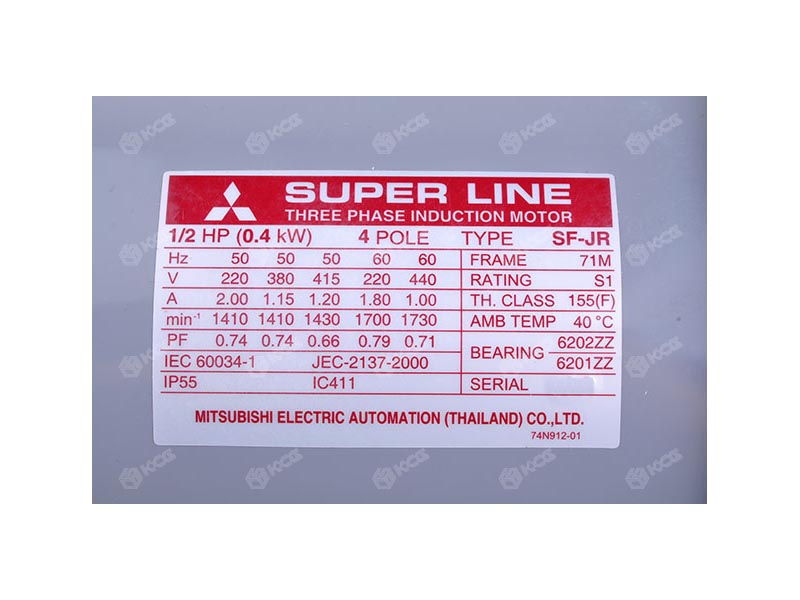 SUPER LINE
THREE PHASE INDUCTION MOTOR
1/2 HP (0.4 kW) 4 POLE TYPE SF-JR
Hz 50 50 50 60 60 FRAME 71M
V 220 380 415 220 440 RATING S1
A 2.00 1.15 1.20 1.80 1.00 TH. CLASS 155(F)
min⁻¹ 1410 1410 1430 1700 1730 AMB TEMP 40 °C
PF 0.74 0.74 0.66 0.79 0.71 BEARING 6202ZZ
6201ZZ
IEC 60034-1 JEC-2137-2000
IP55 IC411 SERIAL
MITSUBISHI ELECTRIC AUTOMATION (THAILAND) CO.,LTD.
74N912-01